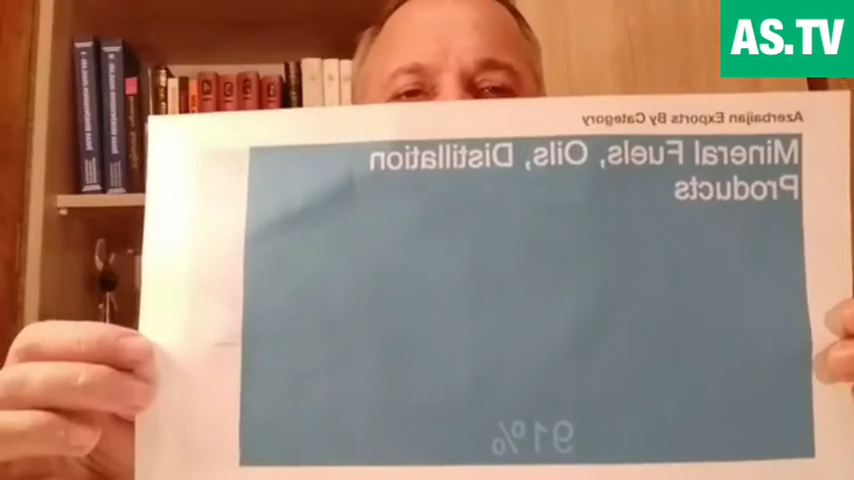 AS.TV
Azerbaijan Exports By Category
Mineral Fuels, Oils, Distillation
Products
91%